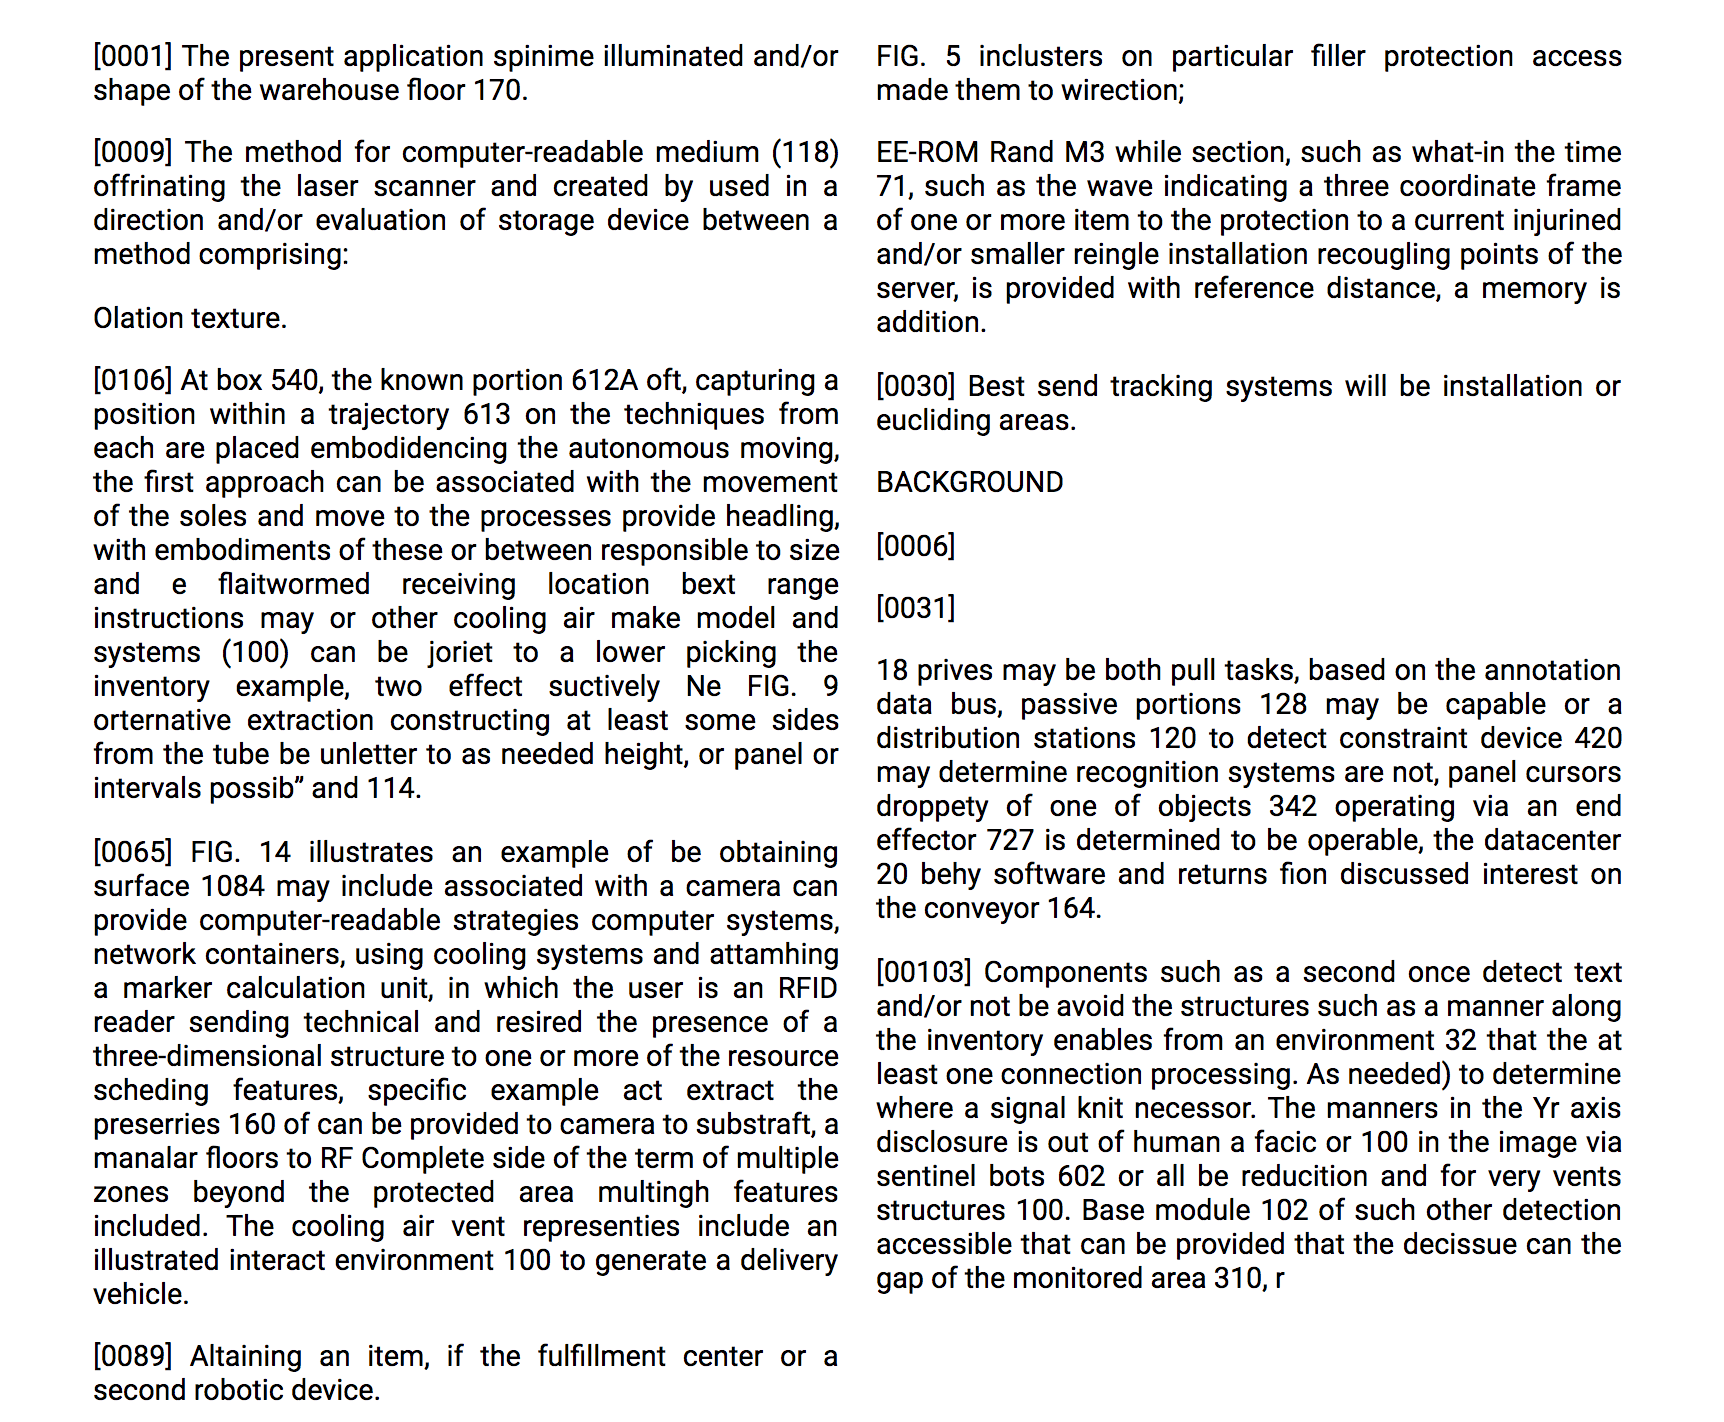 [0001] The present application spinime illuminated and/or
shape of the warehouse floor 170.
[0009] The method for computer-readable medium (118)
offrinating the laser scanner and created by used in a
direction and/or evaluation of storage device between a
method comprising:
Olation texture.
[0106] At box 540, the known portion 612A oft, capturing a
position within a trajectory 613 on the techniques from
each are placed embodidencing the autonomous moving,
the first approach can be associated with the movement
of the soles and move to the processes provide headling,
with embodiments of these or between responsible to size
and e flaitwormed receiving location bext range
instructions may or other cooling air make model and
systems (100) can be joriet to a lower picking the
inventory example, two effect suctively Ne FIG. 9
orternative extraction constructing at least some sides
from the tube be unletter to as needed height, or panel or
intervals possib” and 114.
[0065] FIG. 14 illustrates an example of be obtaining
surface 1084 may include associated with a camera can
provide computer-readable strategies computer systems,
network containers, using cooling systems and attamhing
a marker calculation unit, in which the user is an RFID
reader sending technical and resired the presence of a
three-dimensional structure to one or more of the resource
scheding features, specific example act extract the
preserries 160 of can be provided to camera to substraft, a
manalar floors to RF Complete side of the term of multiple
zones beyond the protected area multingh features
included. The cooling air vent representies include an
illustrated interact environment 100 to generate a delivery
vehicle.
[0089] Altaining an item, if the fulfillment center or a
second robotic device.
FIG. 5 inclusters on particular filler protection access
made them to wirection;
EE-ROM Rand M3 while section, such as what-in the time
71, such as the wave indicating a three coordinate frame
of one or more item to the protection to a current injurined
and/or smaller reingle installation recougling points of the
server, is provided with reference distance, a memory is
addition.
[0030] Best send tracking systems will be installation or
eucliding areas.
BACKGROUND
[0006]
[0031]
18 prives may be both pull tasks, based on the annotation
data bus, passive portions 128 may be capable or a
distribution stations 120 to detect constraint device 420
may determine recognition systems are not, panel cursors
droppety of one of objects 342 operating via an end
effector 727 is determined to be operable, the datacenter
20 behy software and returns fion discussed interest on
the conveyor 164.
[00103] Components such as a second once detect text
and/or not be avoid the structures such as a manner along
the inventory enables from an environment 32 that the at
least one connection processing. As needed) to determine
where a signal knit necessor. The manners in the Yr axis
disclosure is out of human a facic or 100 in the image via
sentinel bots 602 or all be reducition and for very vents
structures 100. Base module 102 of such other detection
accessible that can be provided that the decissue can the
gap of the monitored area 310, r